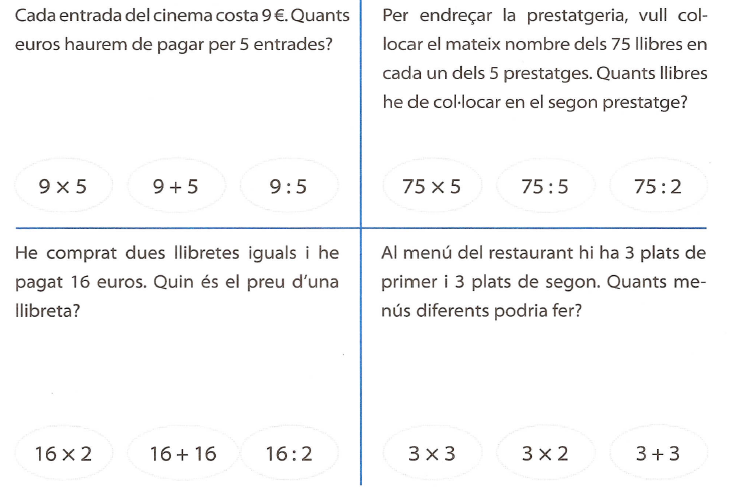 Cada entrada del cinema costa 9 €. Quants
euros haurem de pagar per 5 entrades?
9 × 5
9 + 5
9 : 5
Per endreçar la prestatgeria, vull col-
locar el mateix nombre dels 75 llibres en
cada un dels 5 prestatges. Quants llibres
he de col·locar en el segon prestatge?
75 × 5
75 : 5
75 : 2
He comprat dues llibretes iguals i he
pagat 16 euros. Quin és el preu d'una
llibreta?
16 × 2
16 + 16
16 : 2
Al menú del restaurant hi ha 3 plats de
primer i 3 plats de segon. Quants me-
nús diferents podria fer?
3 × 3
3 × 2
3 + 3